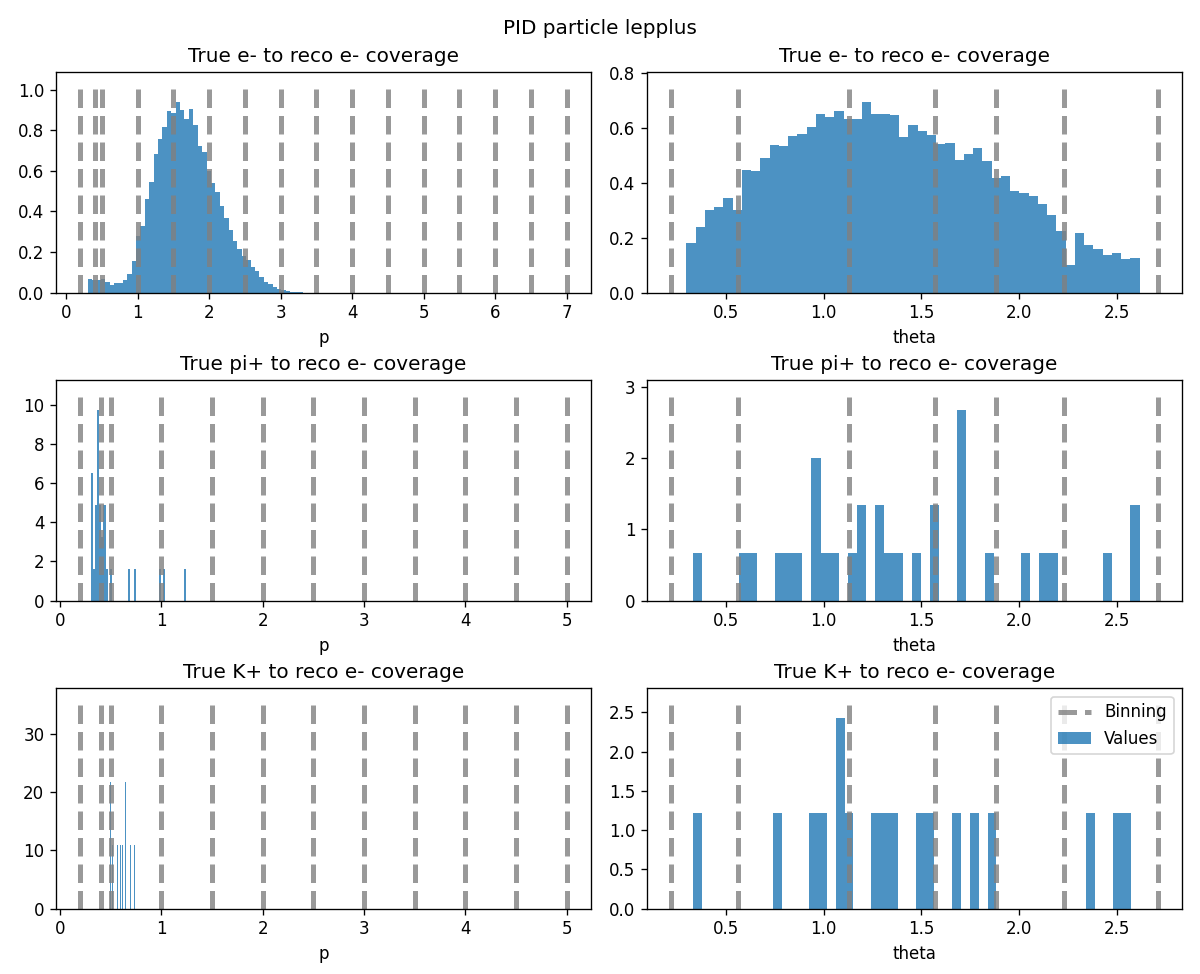 PID particle lepplus
True e- to reco e- coverage
True e- to reco e- coverage
1.0
0.8
0.6
0.4
0.2
0.0
0 1 2 3 4 5 6 7
p
0.8
0.6
0.4
0.2
0.0
0.5 1.0 1.5 2.0 2.5
theta
True pi+ to reco e- coverage
True pi+ to reco e- coverage
10
8
6
4
2
0
0 1 2 3 4 5
p
3
2
1
0
0.5 1.0 1.5 2.0 2.5
theta
True K+ to reco e- coverage
True K+ to reco e- coverage
30
20
10
0
0 1 2 3 4 5
p
2.5
2.0
1.5
1.0
0.5
0.0
0.5 1.0 1.5 2.0 2.5
theta
Binning
Values